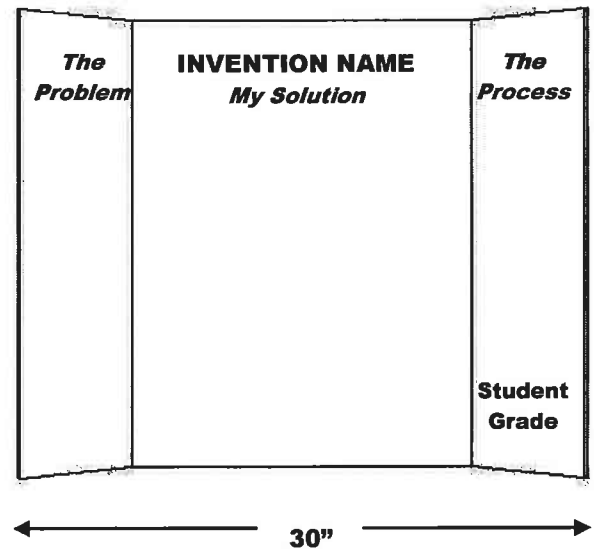 The
Problem
INVENTION NAME
My Solution
The
Process
Student
Grade
30”